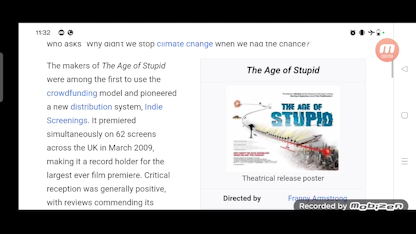 11:32
who asks "Why didn't we stop climate change when we had the chance?"
The makers of The Age of Stupid
were among the first to use the
crowdfunding model and pioneered
a new distribution system, Indie
Screenings. It premiered
simultaneously on 62 screens
across the UK in March 2009,
making it a record holder for the
largest ever film premiere. Critical
reception was generally positive,
with reviews commending its
The Age of Stupid
THE AGE OF
STUPID
Theatrical release poster
Directed by Franny Armstrong
Recorded by
MOBIZEN